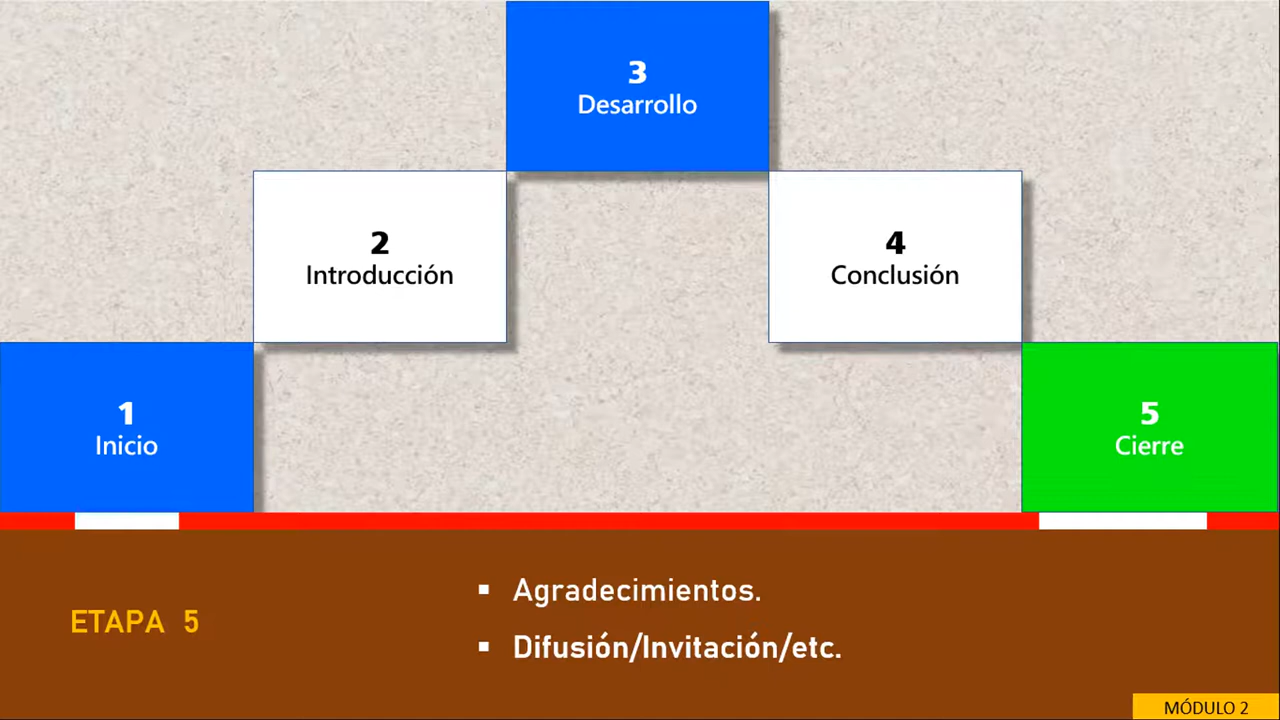 3
Desarrollo
2
Introducción
4
Conclusión
1
Inicio
5
Cierre
ETAPA 5
▪ Agradecimientos.
▪ Difusión/Invitación/etc.
MÓDULO 2